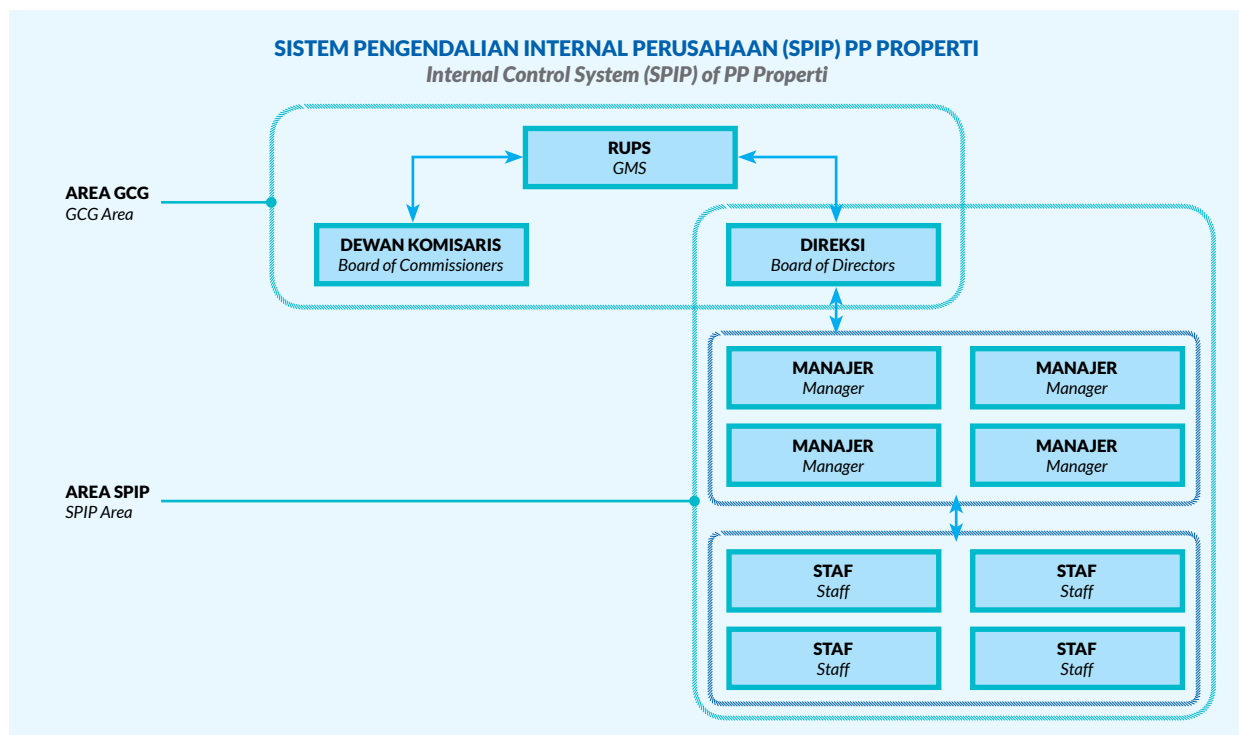 SISTEM PENGENDALIAN INTERNAL PERUSAHAAN (SPIP) PP PROPERTI
Internal Control System (SPIP) of PP Properti
RUPS
GMS
AREA GCG
GCG Area
DEWAN KOMISARIS
Board of Commissioners
DIREKSI
Board of Directors
MANAJER
Manager
MANAJER
Manager
MANAJER
Manager
MANAJER
Manager
AREA SPIP
SPIP Area
STAF
Staff
STAF
Staff
STAF
Staff
STAF
Staff